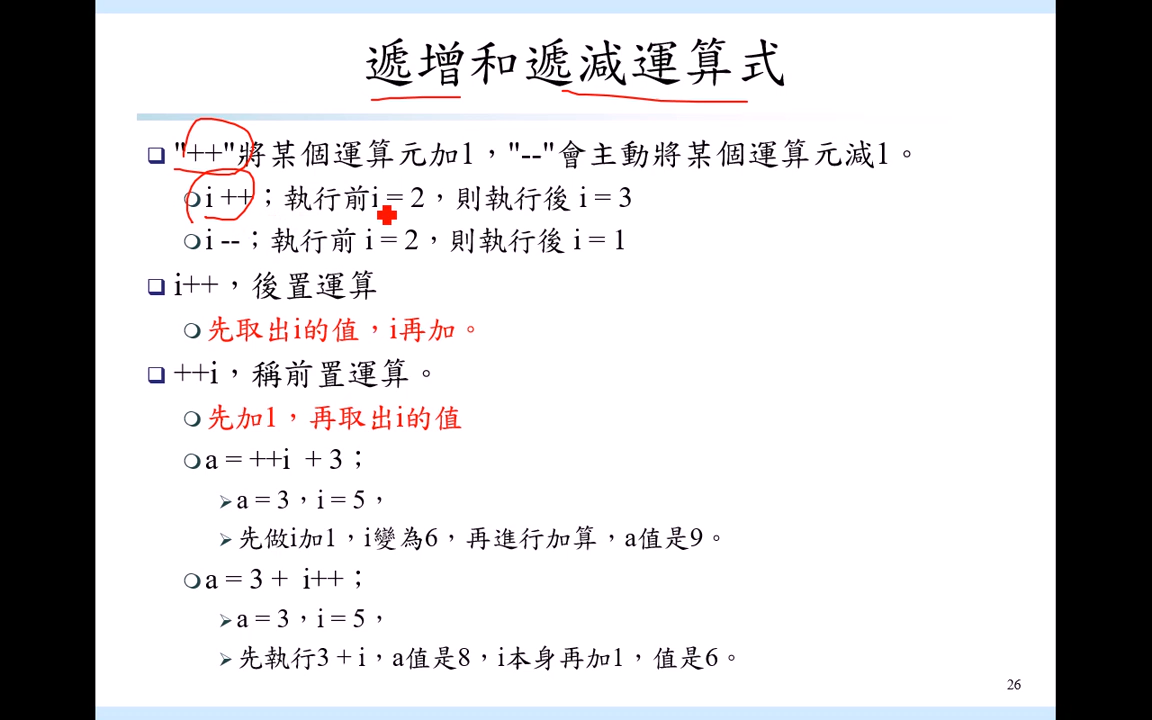 遞增和遞減運算式
"++"將某個運算元加1，"--"會主動將某個運算元減1。
i ++；執行前i = 2，則執行後 i = 3
i --；執行前 i = 2，則執行後 i = 1
i++，後置運算
先取出i的值，i再加。
++i，稱前置運算。
先加1，再取出i的值
a = ++i + 3；
a = 3，i = 5，
先做i加1，i變為6，再進行加算，a值是9。
a = 3 + i++；
a = 3，i = 5，
先執行3 + i，a值是8，i本身再加1，值是6。
26